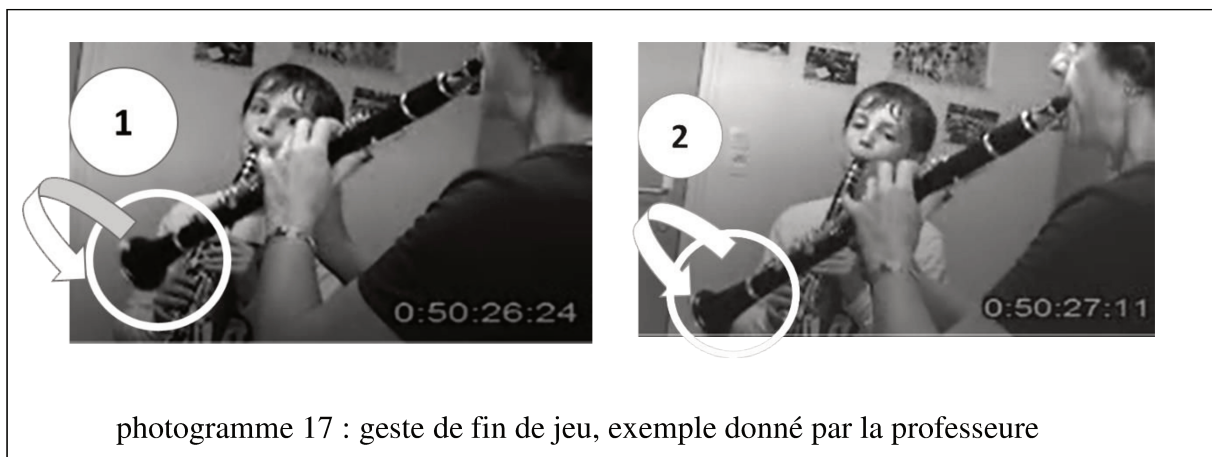 1
2
0:50:26:24
0:50:27:11
photogramme 17 : geste de fin de jeu, exemple donné par la professeure